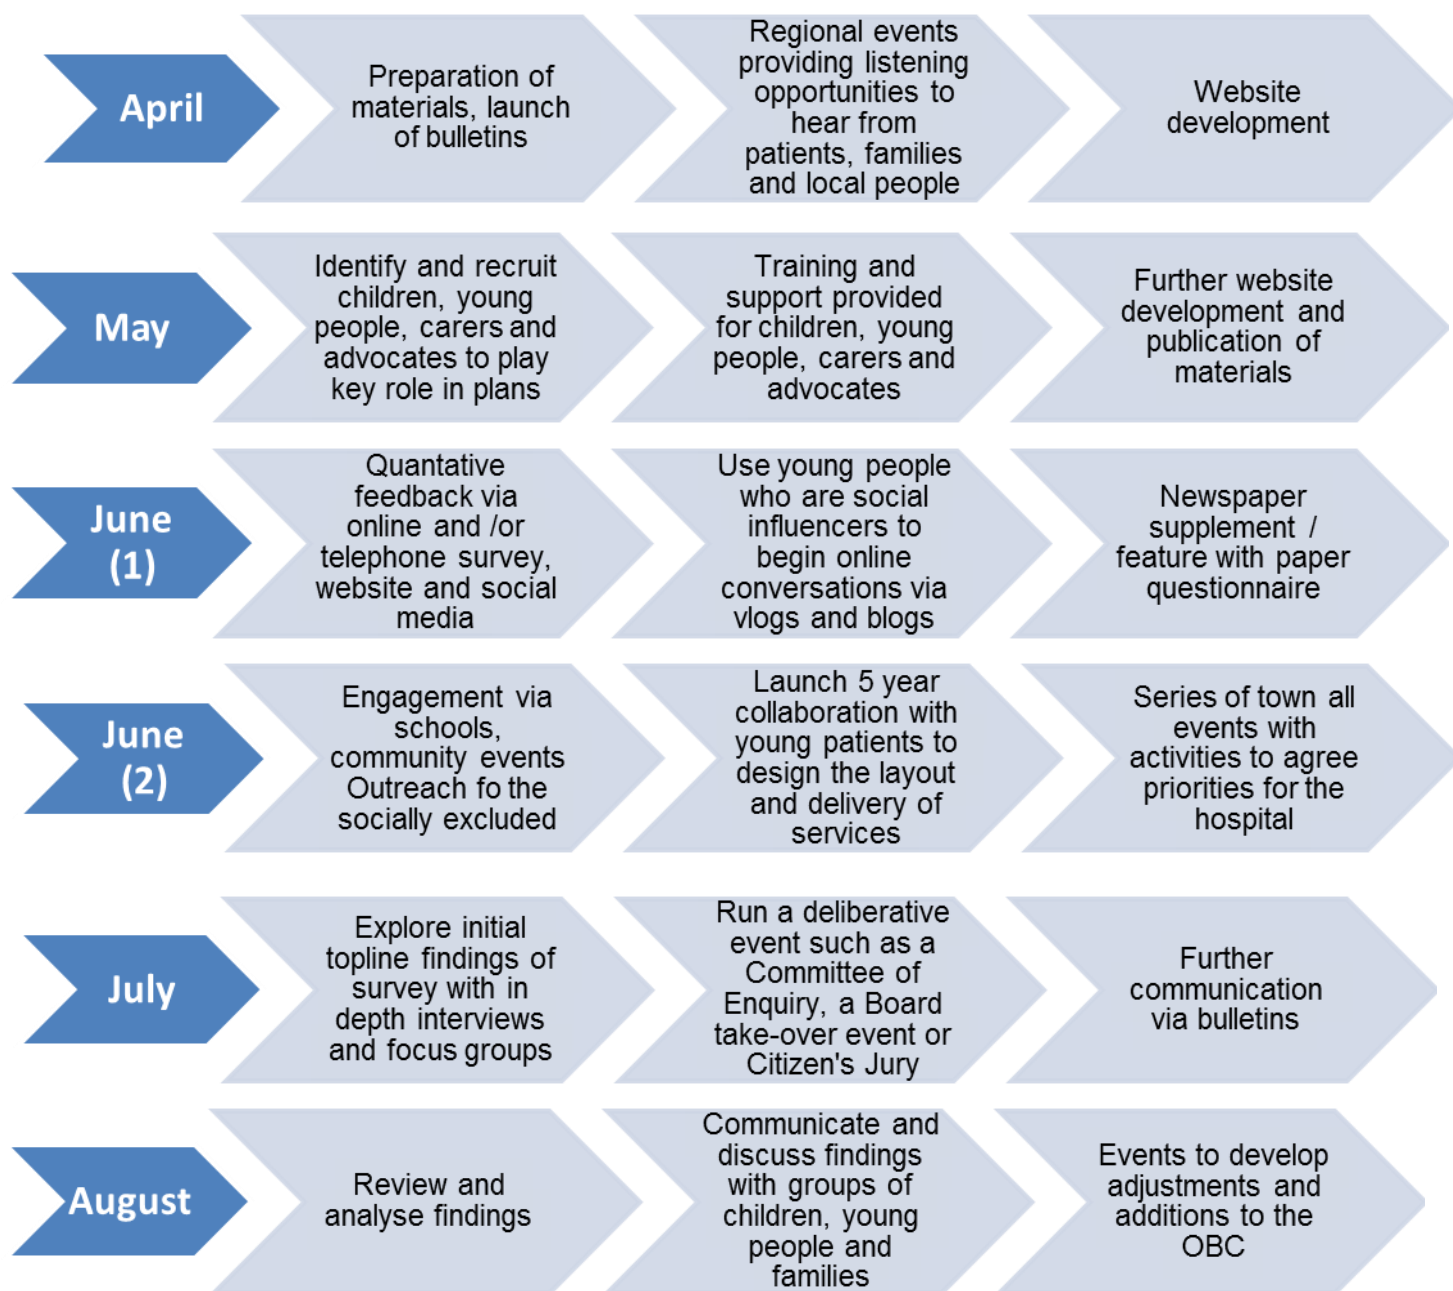 April
Preparation of
materials, launch
of bulletins
Regional events
providing listening
opportunities to
hear from
patients, families
and local people
Website
development
May
Identify and recruit
children, young
people, carers and
advocates to play
key role in plans
Training and
support provided
for children, young
people, carers and
advocates
Further website
development and
publication of
materials
June
(1)
Quantative
feedback via
online and /or
telephone survey,
website and social
media
Use young people
who are social
influencers to
begin online
conversations via
vlogs and blogs
Newspaper
supplement /
feature with paper
questionnaire
June
(2)
Engagement via
schools,
community events
Outreach fo the
socially excluded
Launch 5 year
collaboration with
young patients to
design the layout
and delivery of
services
Series of town all
events with
activities to agree
priorities for the
hospital
July
Explore initial
topline findings of
survey with in
depth interviews
and focus groups
Run a deliberative
event such as a
Committee of
Enquiry, a Board
take-over event or
Citizen's Jury
Further
communication
via bulletins
August
Review and
analyse findings
Communicate and
discuss findings
with groups of
children, young
people and
families
Events to develop
adjustments and
additions to the
OBC